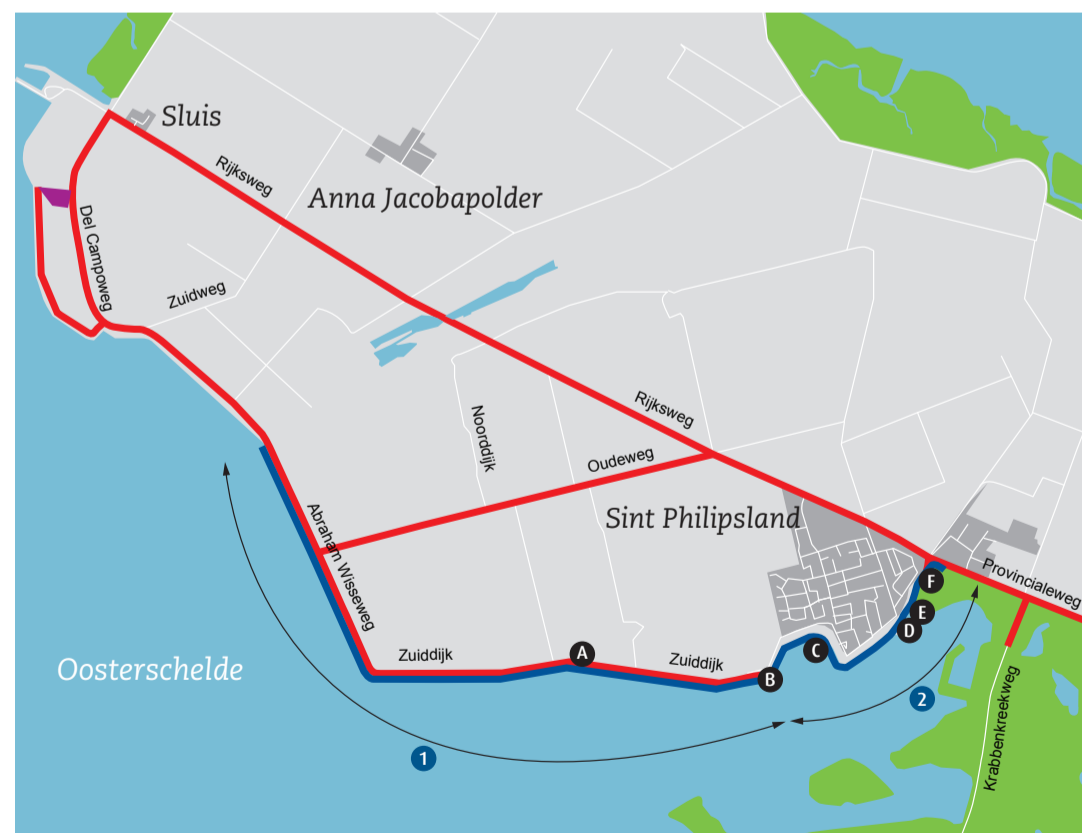 Sluis
Rijksweg
Anna Jacobapolder
Del Campoweg
Zuidweg
Noorddijk
Rijksweg
Oudeweg
Abraham Wisseweg
Sint Philipsland
Provincialeweg
F
E
D
Zuiddijk
A
Zuiddijk
C
B
Oosterschelde
2
Krabbenkreekweg
1